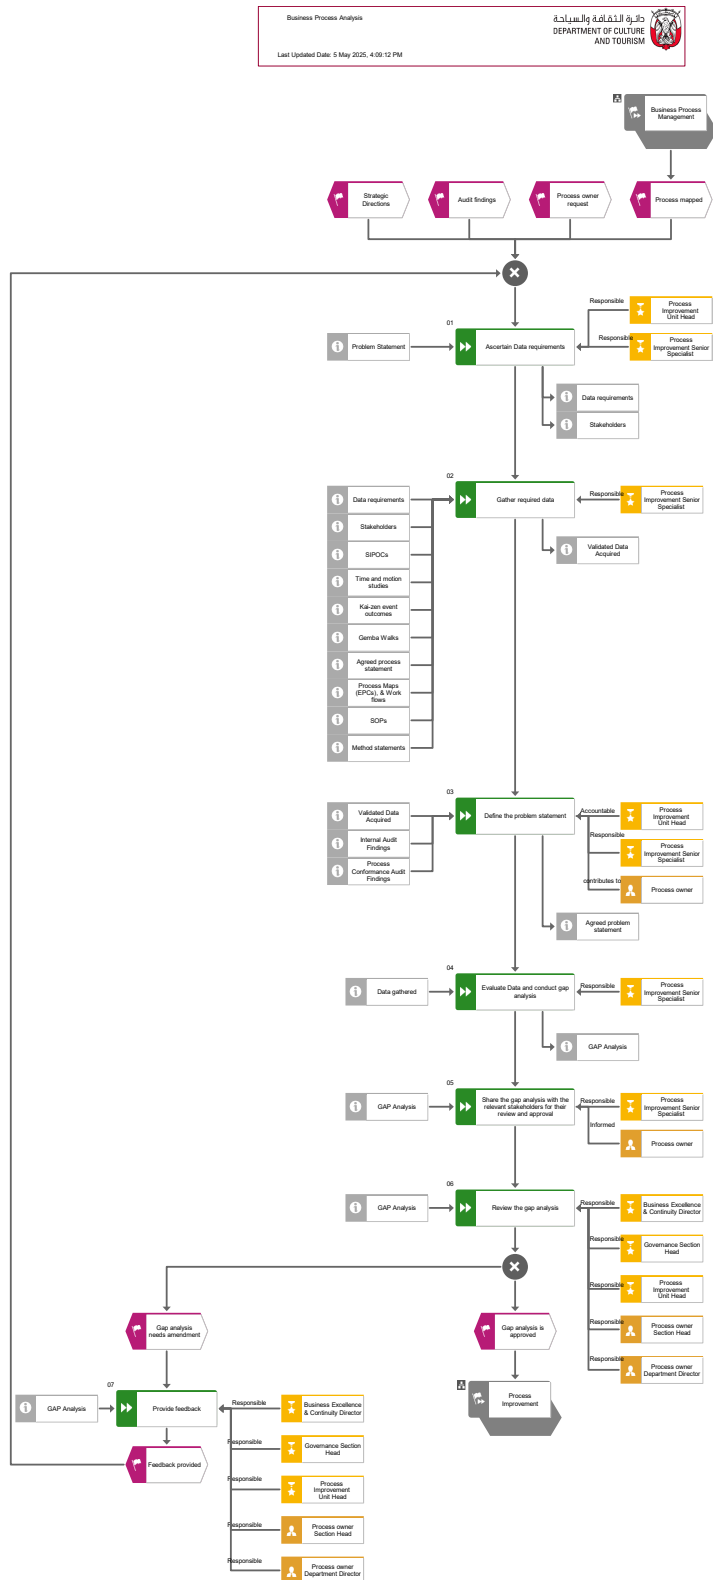 Business Process Analysis
دائرة الثقافة والسياحة
DEPARTMENT OF CULTURE
AND TOURISM
Last Updated Date: 5 May 2025, 4:09:12 PM
Business Process
Management
Strategic
Directions
Audit findings
Process owner
request
Process mapped
01
Problem Statement
Ascertain Data requirements
Responsible
Process
Improvement
Unit Head
Responsible
Process
Improvement Senior
Specialist
Data requirements
Stakeholders
02
Data requirements
Gather required data
Responsible
Process
Improvement Senior
Specialist
Stakeholders
SIPOCs
Time and motion
studies
Kai-zen event
outcomes
Gemba Walks
Agreed process
statement
Process Maps
(EPCs), & Work
flows
SOPs
Method statements
Validated Data
Acquired
03
Validated Data
Acquired
Internal Audit
Findings
Process
Conformance Audit
Findings
Define the problem statement
Accountable
Process
Improvement
Unit Head
Responsible
Process
Improvement Senior
Specialist
contributes to
Process owner
Agreed problem
statement
04
Data gathered
Evaluate Data and conduct gap
analysis
Responsible
Process
Improvement Senior
Specialist
GAP Analysis
05
GAP Analysis
Share the gap analysis with the
relevant stakeholders for their
review and approval
Responsible
Process
Improvement Senior
Specialist
Informed
Process owner
06
GAP Analysis
Review the gap analysis
Responsible
Business Excellence
& Continuity Director
Responsible
Governance Section
Head
Responsible
Process
Improvement
Unit Head
Responsible
Process owner
Section Head
Responsible
Process owner
Department Director
Gap analysis
needs amendment
Gap analysis is
approved
Process
Improvement
07
GAP Analysis
Provide feedback
Responsible
Business Excellence
& Continuity Director
Responsible
Governance Section
Head
Responsible
Process
Improvement
Unit Head
Responsible
Process owner
Section Head
Responsible
Process owner
Department Director
Feedback provided